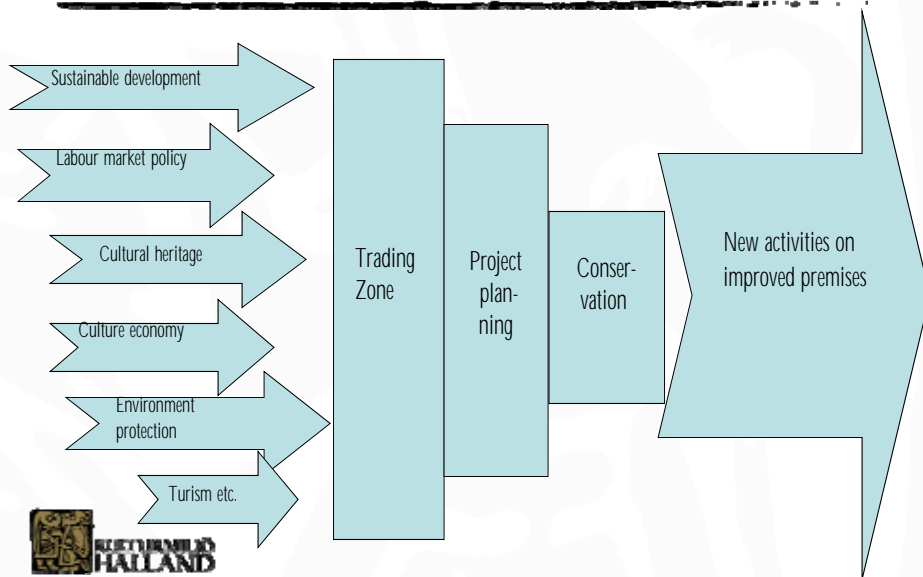 Sustainable development
Labour market policy
Cultural heritage
Culture economy
Environment
protection
Turism etc.
Trading
Zone
Project
plan-
ning
Conser-
vation
New activities on
improved premises
KULTURMILJÖ
HALLAND